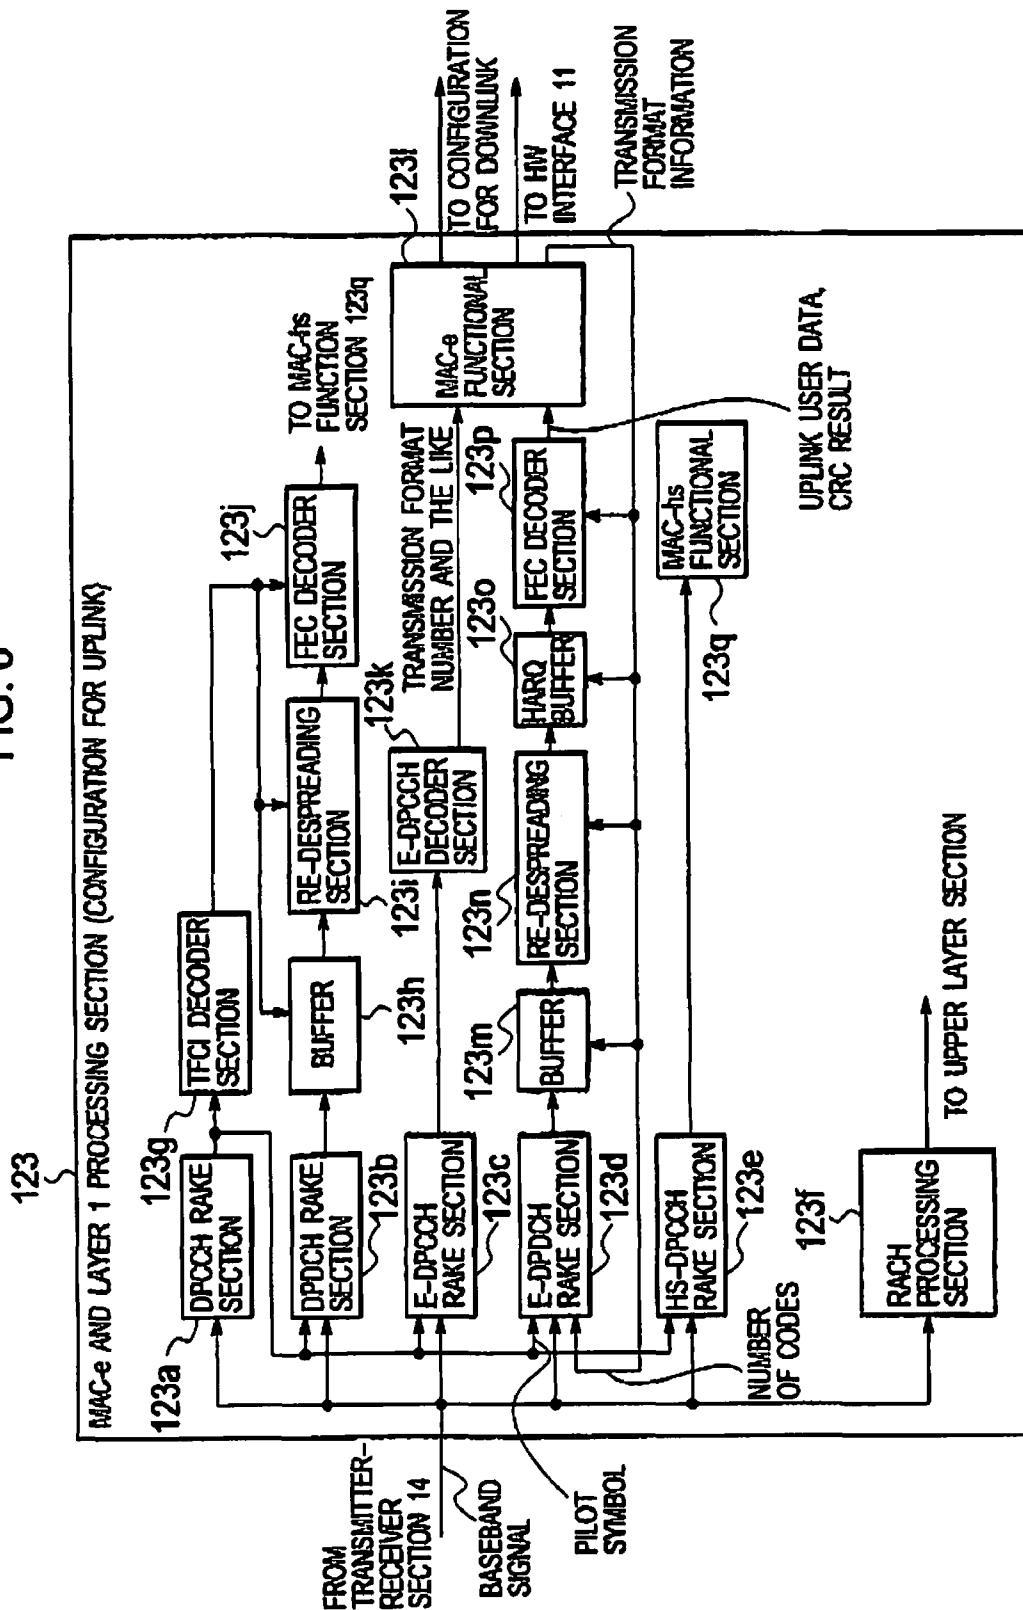 123
MAC-e AND LAYER 1 PROCESSING SECTION (CONFIGURATION FOR UPLINK)
FROM
TRANSMITTER-
RECEIVER
SECTION 14
BASEBAND
SIGNAL
PILOT
SYMBOL
123a
DPCCH RAKE
SECTION
123g
TFCI DECODER
SECTION
DPDCH RAKE
SECTION
123b
BUFFER
123h
RE-DESPREADING
SECTION
123i
FEC DECODER
SECTION
123j
TO MAC-hs
FUNCTION
SECTION 123q
E-DPCCH
RAKE SECTION
123c
E-DPCCH
DECODER
SECTION
123k
TRANSMISSION FORMAT
NUMBER AND THE LIKE
MAC-e
FUNCTIONAL
SECTION
123l
TO CONFIGURATION
FOR DOWNLINK
TO HW
INTERFACE 11
TRANSMISSION
FORMAT
INFORMATION
E-DPDCH
RAKE SECTION
123d
123m
BUFFER
123n
RE-DESPREADING
SECTION
123o
HARQ
BUFFER
123p
FEC DECODER
SECTION
UPLINK USER DATA,
CRC RESULT
HS-DPCCH
RAKE SECTION
123e
MAC-hs
FUNCTIONAL
SECTION
123q
NUMBER
OF CODES
123f
RACH
PROCESSING
SECTION
TO UPPER LAYER SECTION